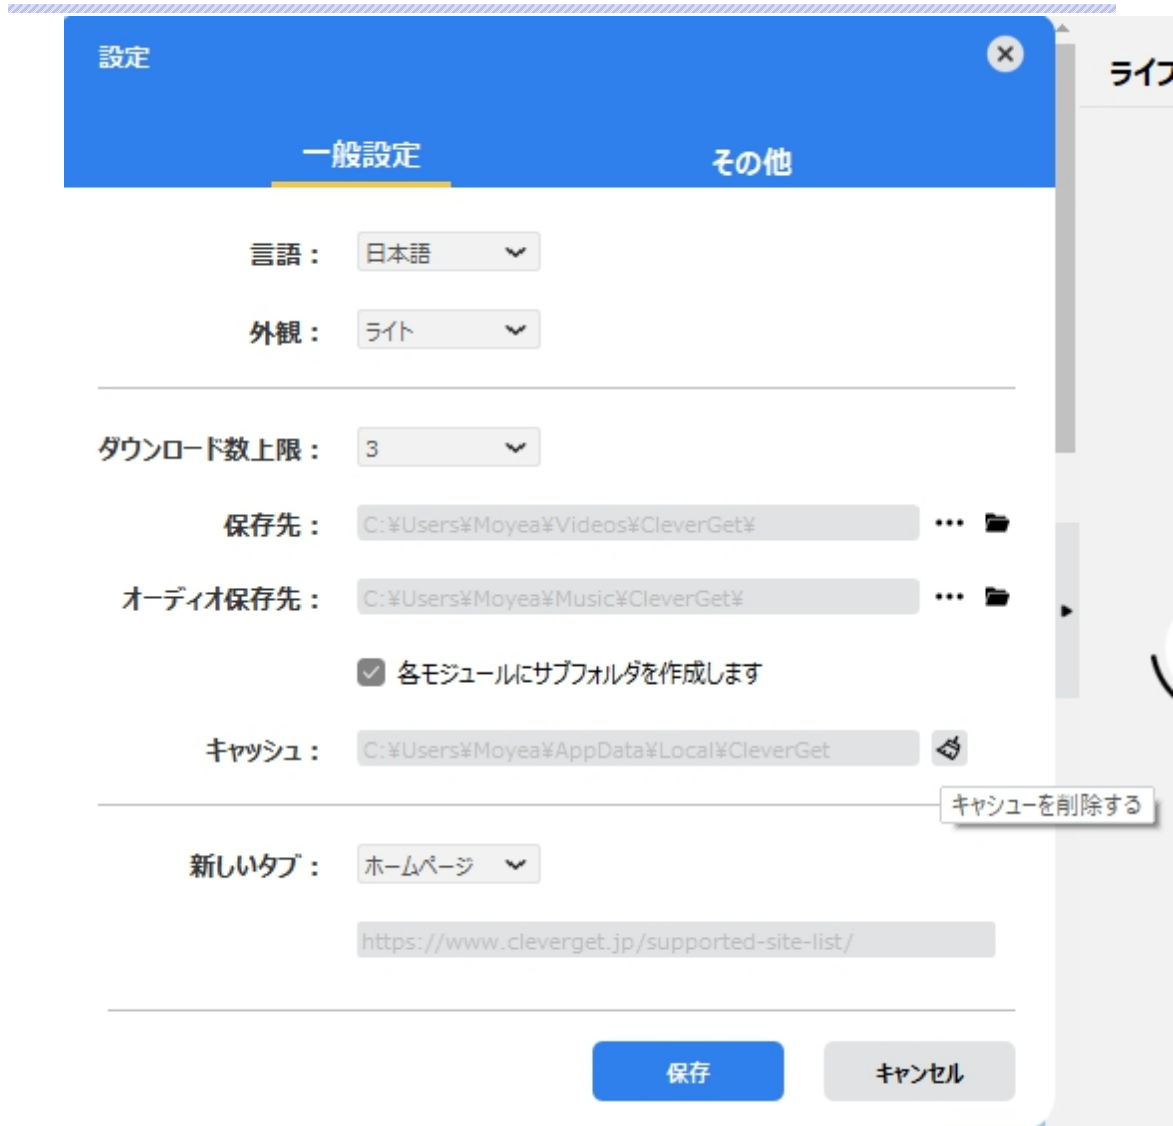 設定
ライブ
一般設定
その他
言語：
日本語
外観：
ライト
ダウンロード数上限：
3
保存先：
C:¥Users¥Moyea¥Videos¥CleverGet¥
オーディオ保存先：
C:¥Users¥Moyea¥Music¥CleverGet¥
各モジュールにサブフォルダを作成します
キャッシュ：
C:¥Users¥Moyea¥AppData¥Local¥CleverGet
キャシューを削除する
新しいタブ：
ホームページ
https://www.cleverget.jp/supported-site-list/
保存
キャンセル